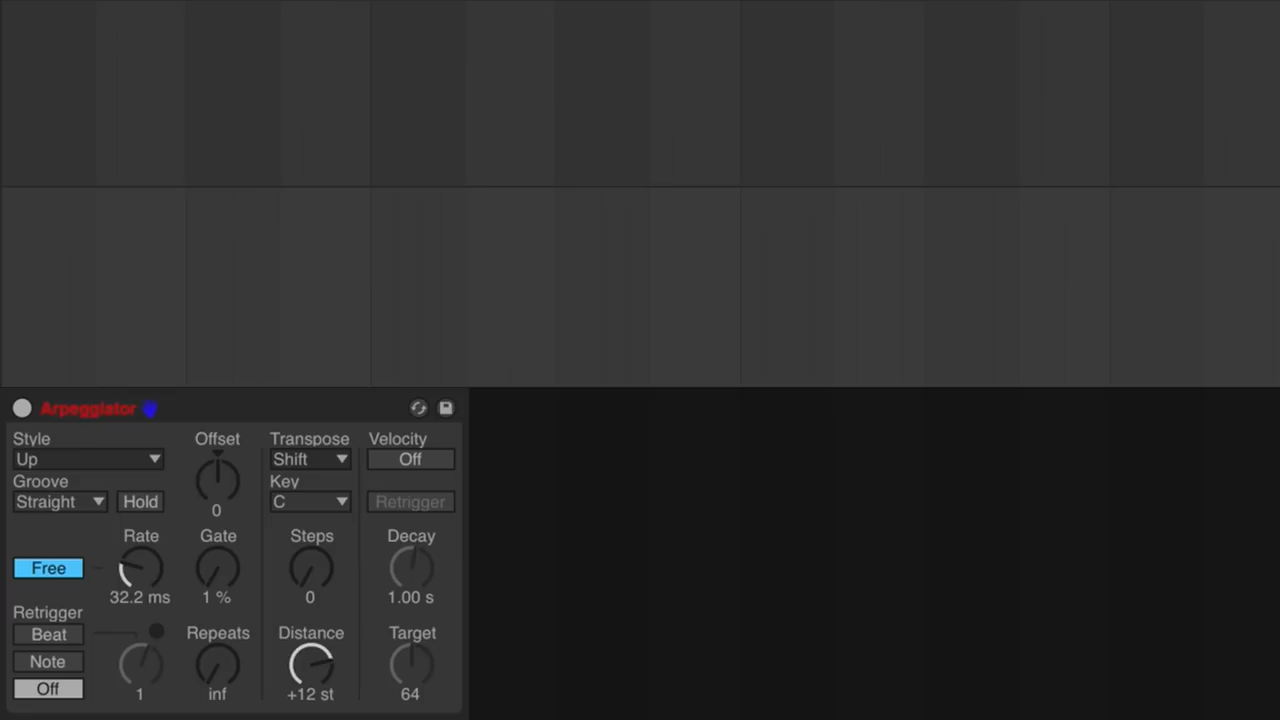 Arpeggiator
Style
Offset
Transpose
Velocity
Up
Shift
Off
Groove
Key
Straight
Hold
0
C
Retrigger
Rate
Gate
Steps
Decay
Free
32.2 ms
1 %
0
1.00 s
Retrigger
Beat
Repeats
Distance
Target
Note
Off
1
inf
+12 st
64